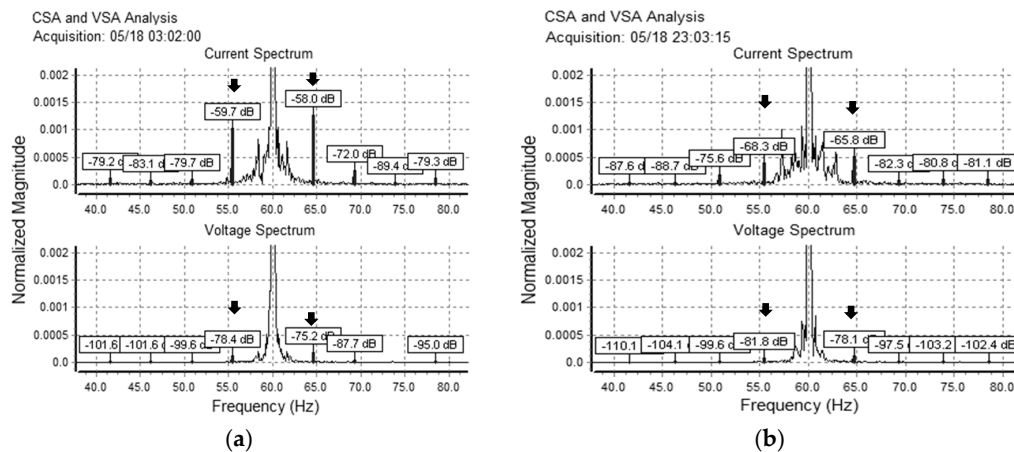 CSA and VSA Analysis
Acquisition: 05/18 03:02:00
Current Spectrum
Normalized Magnitude
0.002
0.0015
0.001
0.0005
0.0
-59.7 dB
-58.0 dB
-79.2 d
-83.1
-79.7 dB
-72.0 dB
-89.4
-79.3 dB
40.0 45.0 50.0 55.0 60.0 65.0 70.0 75.0 80.0
Voltage Spectrum
0.002
0.0015
0.001
0.0005
0.0
-101.6
-101.6 d
-99.6 dB
-78.4 dB
-75.2 dB
-87.7 dB
-95.0 dB
40.0 45.0 50.0 55.0 60.0 65.0 70.0 75.0 80.0
Frequency (Hz)
(a)
CSA and VSA Analysis
Acquisition: 05/18 23:03:15
Current Spectrum
Normalized Magnitude
0.002
0.0015
0.001
0.0005
0.0
-68.3 dB
-65.8 dB
-87.6 d
-88.7 d
-75.6 dB
-82.3 d
-80.8 d
-81.1 dB
40.0 45.0 50.0 55.0 60.0 65.0 70.0 75.0 80.0
Voltage Spectrum
0.002
0.0015
0.001
0.0005
0.0
-110.1
-104.1
-99.6 d
-81.8 dB
-78.1
-97.5
-103.2
-102.4 dB
40.0 45.0 50.0 55.0 60.0 65.0 70.0 75.0 80.0
Frequency (Hz)
(b)